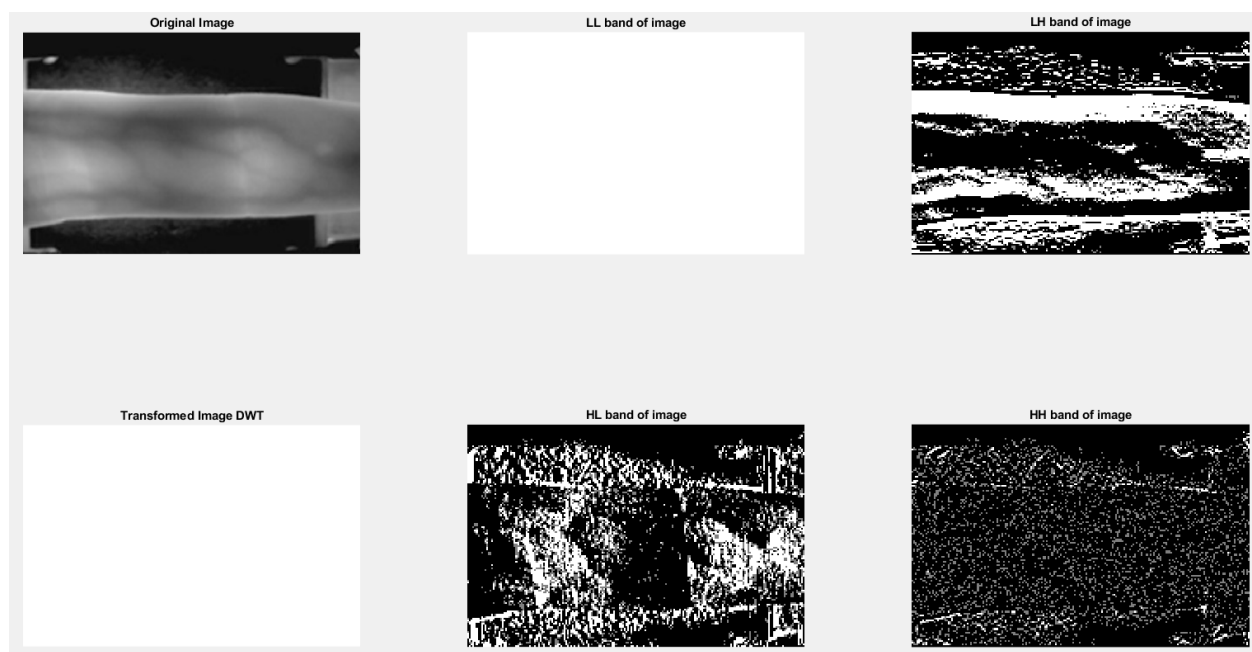 Original Image
LL band of image
LH band of image
Transformed Image DWT
HL band of image
HH band of image